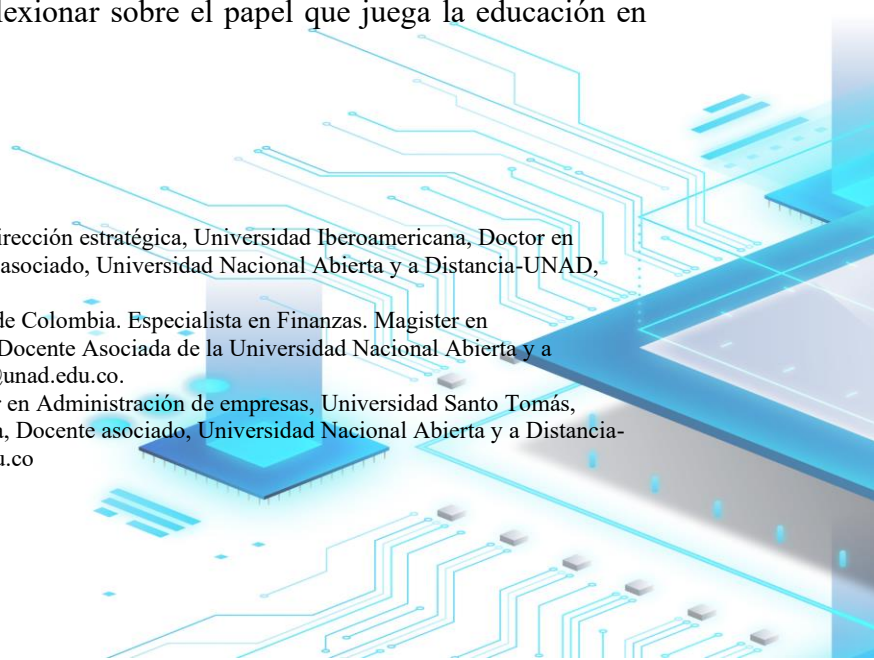 lexionar sobre el papel que juega la educación en
irección estratégica, Universidad Iberoamericana, Doctor en
asociado, Universidad Nacional Abierta y a Distancia-UNAD,
de Colombia. Especialista en Finanzas. Magister en
Docente Asociada de la Universidad Nacional Abierta y a
@unad.edu.co.
r en Administración de empresas, Universidad Santo Tomás,
a, Docente asociado, Universidad Nacional Abierta y a Distancia-
u.co